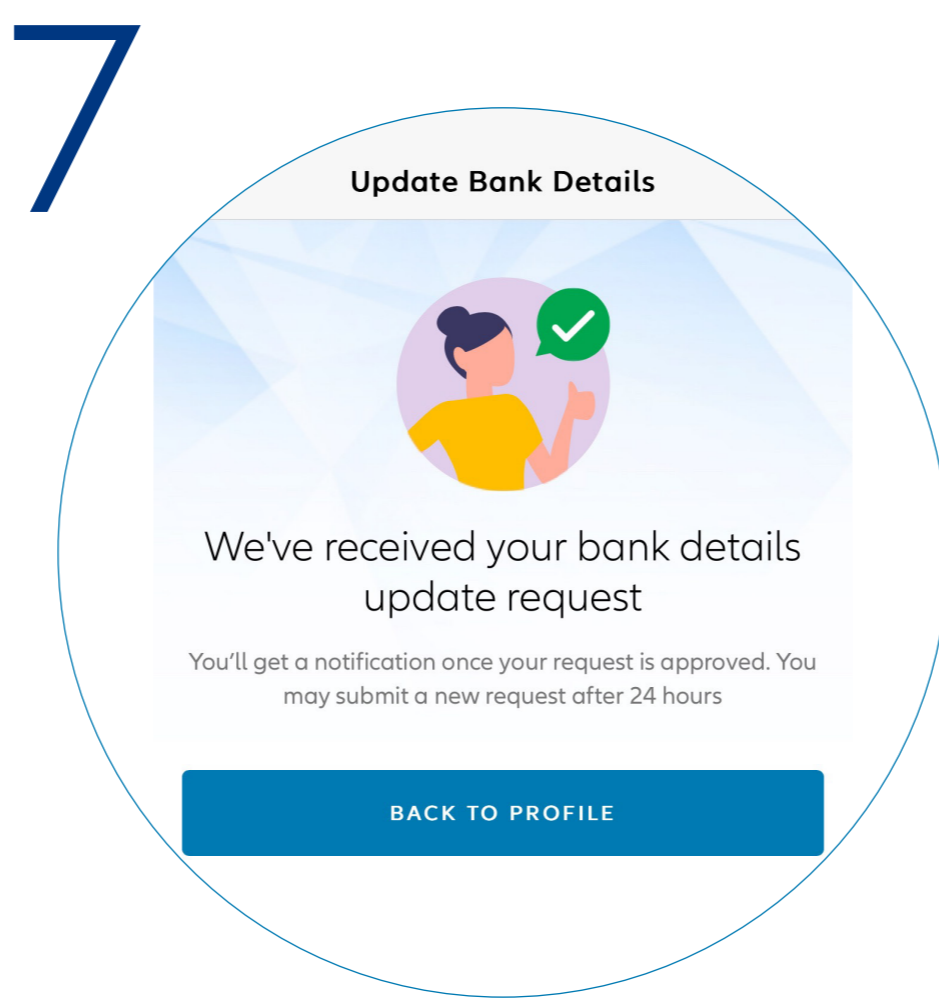 7
Update Bank Details
We've received your bank details
update request
You’ll get a notification once your request is approved. You
may submit a new request after 24 hours
BACK TO PROFILE